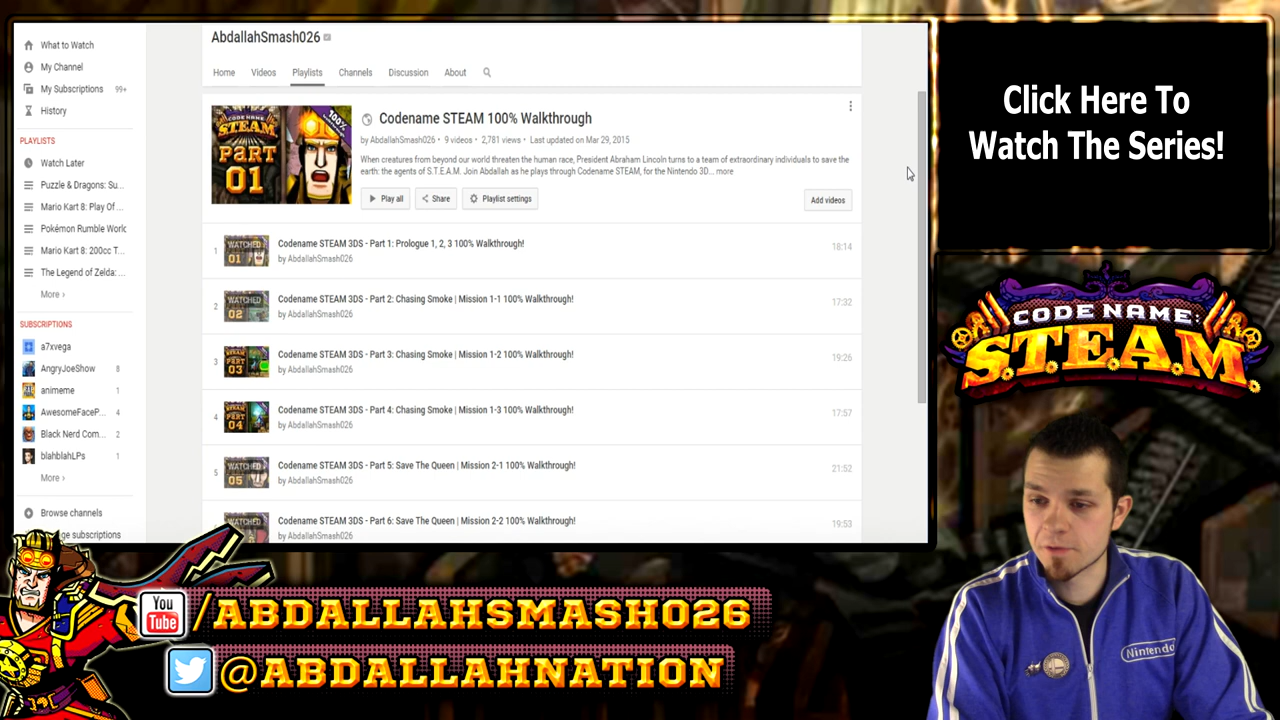 AbdallahSmash026
Home Videos Playlists Channels Discussion About
What to Watch
My Channel
My Subscriptions 99+
History
PLAYLISTS
Watch Later
Puzzle & Dragons: Su...
Mario Kart 8: Play Of ...
Pokémon Rumble World
Mario Kart 8: 200cc T...
The Legend of Zelda: ...
More ›
SUBSCRIPTIONS
a7xvega
AngryJoeShow 8
animeme 1
AwesomeFaceP... 4
Black Nerd Com... 2
blahblahLPs 1
More ›
Browse channels
ge subscriptions
CODE NAME
STEAM
PART
01
100%
Codename STEAM 100% Walkthrough
by AbdallahSmash026 • 9 videos • 2,781 views • Last updated on Mar 29, 2015
When creatures from beyond our world threaten the human race, President Abraham Lincoln turns to a team of extraordinary individuals to save the
earth: the agents of S.T.E.A.M. Join Abdallah as he plays through Codename STEAM, for the Nintendo 3D... more
Play all Share Playlist settings Add videos
1 WATCHED 01 Codename STEAM 3DS - Part 1: Prologue 1, 2, 3 100% Walkthrough! 18:14
by AbdallahSmash026
2 WATCHED 02 Codename STEAM 3DS - Part 2: Chasing Smoke | Mission 1-1 100% Walkthrough! 17:32
by AbdallahSmash026
3 STEAM PART 03 Codename STEAM 3DS - Part 3: Chasing Smoke | Mission 1-2 100% Walkthrough! 19:26
by AbdallahSmash026
4 STEAM PART 04 Codename STEAM 3DS - Part 4: Chasing Smoke | Mission 1-3 100% Walkthrough! 17:57
by AbdallahSmash026
5 WATCHED 05 Codename STEAM 3DS - Part 5: Save The Queen | Mission 2-1 100% Walkthrough! 21:52
by AbdallahSmash026
WATCHED Codename STEAM 3DS - Part 6: Save The Queen | Mission 2-2 100% Walkthrough! 19:53
by AbdallahSmash026
Click Here To
Watch The Series!
CODE NAME:
S.T.E.A.M.
Nintendo
You
Tube
/ABDALLAHSMASH026
@ABDALLAHNATION